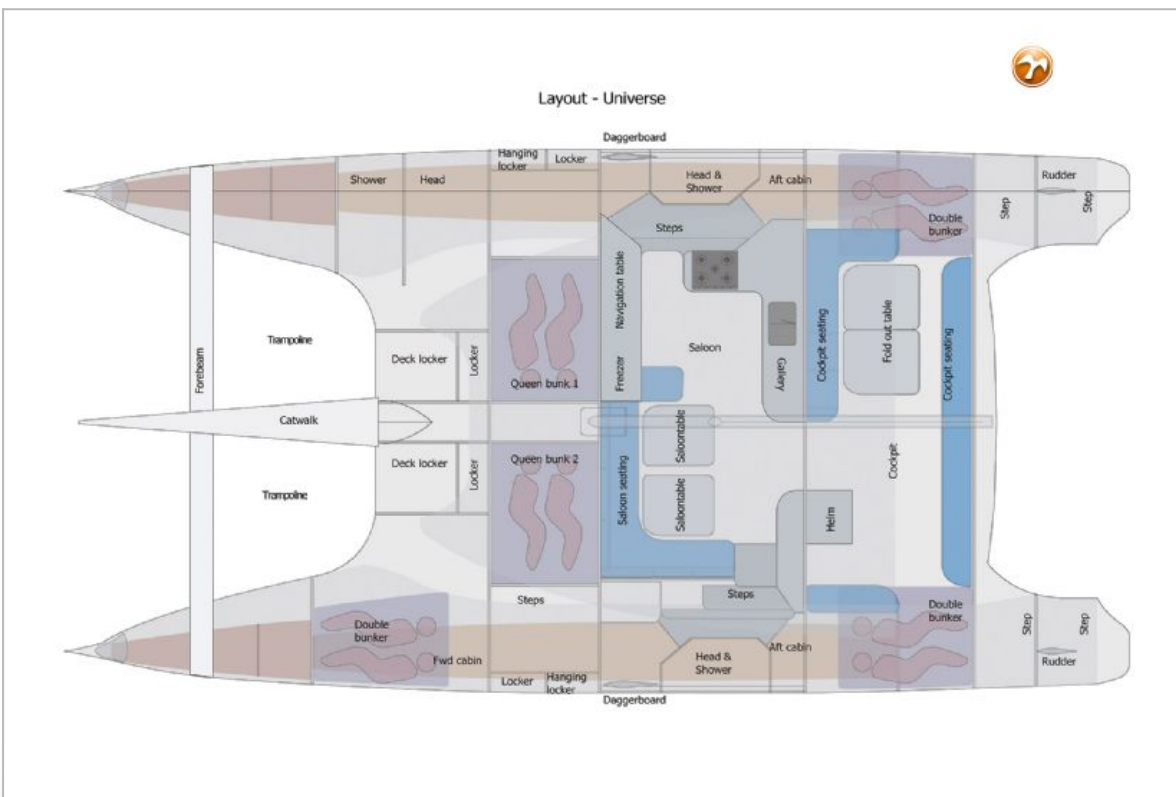 Layout - Universe
Daggerboard
Hanging
locker
Locker
Shower
Head
Head &
Shower
Aft cabin
Rudder
Step
Step
Double
bunker
Steps
Navigation table
Freezer
Forebeam
Trampoline
Deck locker
Locker
Queen bunk 1
Saloon
Gallery
Cockpit seating
Fold out table
Cockpit seating
Catwalk
Saloontable
Cockpit
Deck locker
Locker
Queen bunk 2
Saloon seating
Saloontable
Helm
Trampoline
Steps
Steps
Double
bunker
Fwd cabin
Double
bunker
Step
Step
Head &
Shower
Aft cabin
Rudder
Locker
Hanging
locker
Daggerboard